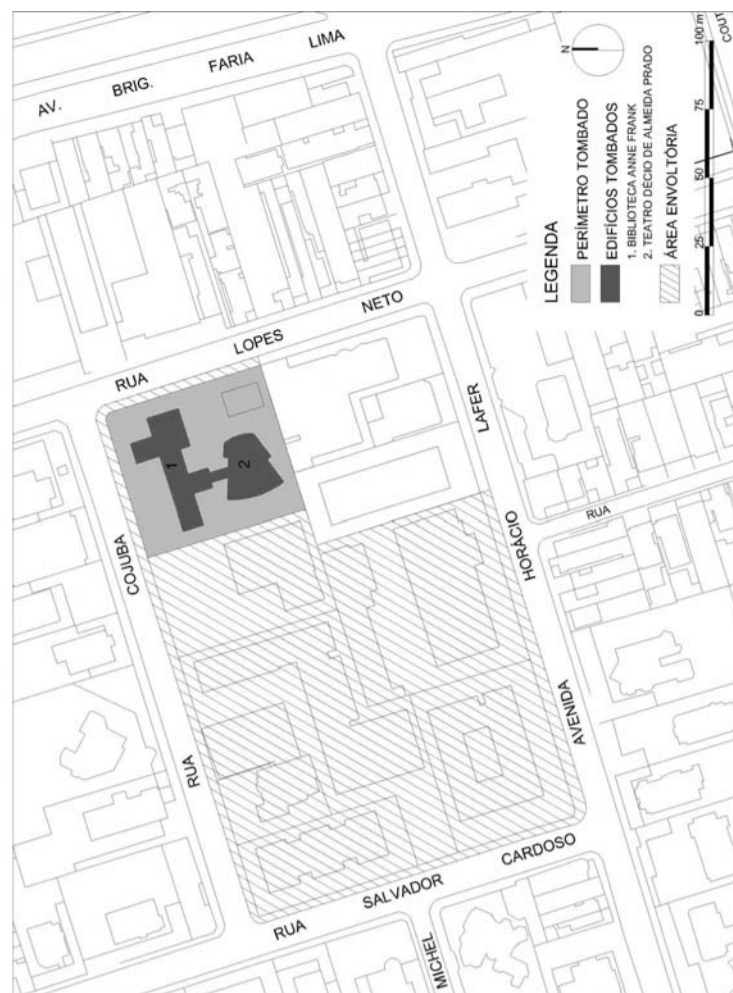 AV. BRIG. FARIA LIMA
RUA LOPES NETO
RUA COJUBA
AVENIDA HORÁCIO LAFER
RUA
RUA SALVADOR CARDOSO
MICHEL
COUT
1
2
N
LEGENDA
PERÍMETRO TOMBADO
EDIFÍCIOS TOMBADOS
1. BIBLIOTECA ANNE FRANK
2. TEATRO DÉCIO DE ALMEIDA PRADO
ÁREA ENVOLTÓRIA
0 25 50 75 100 m